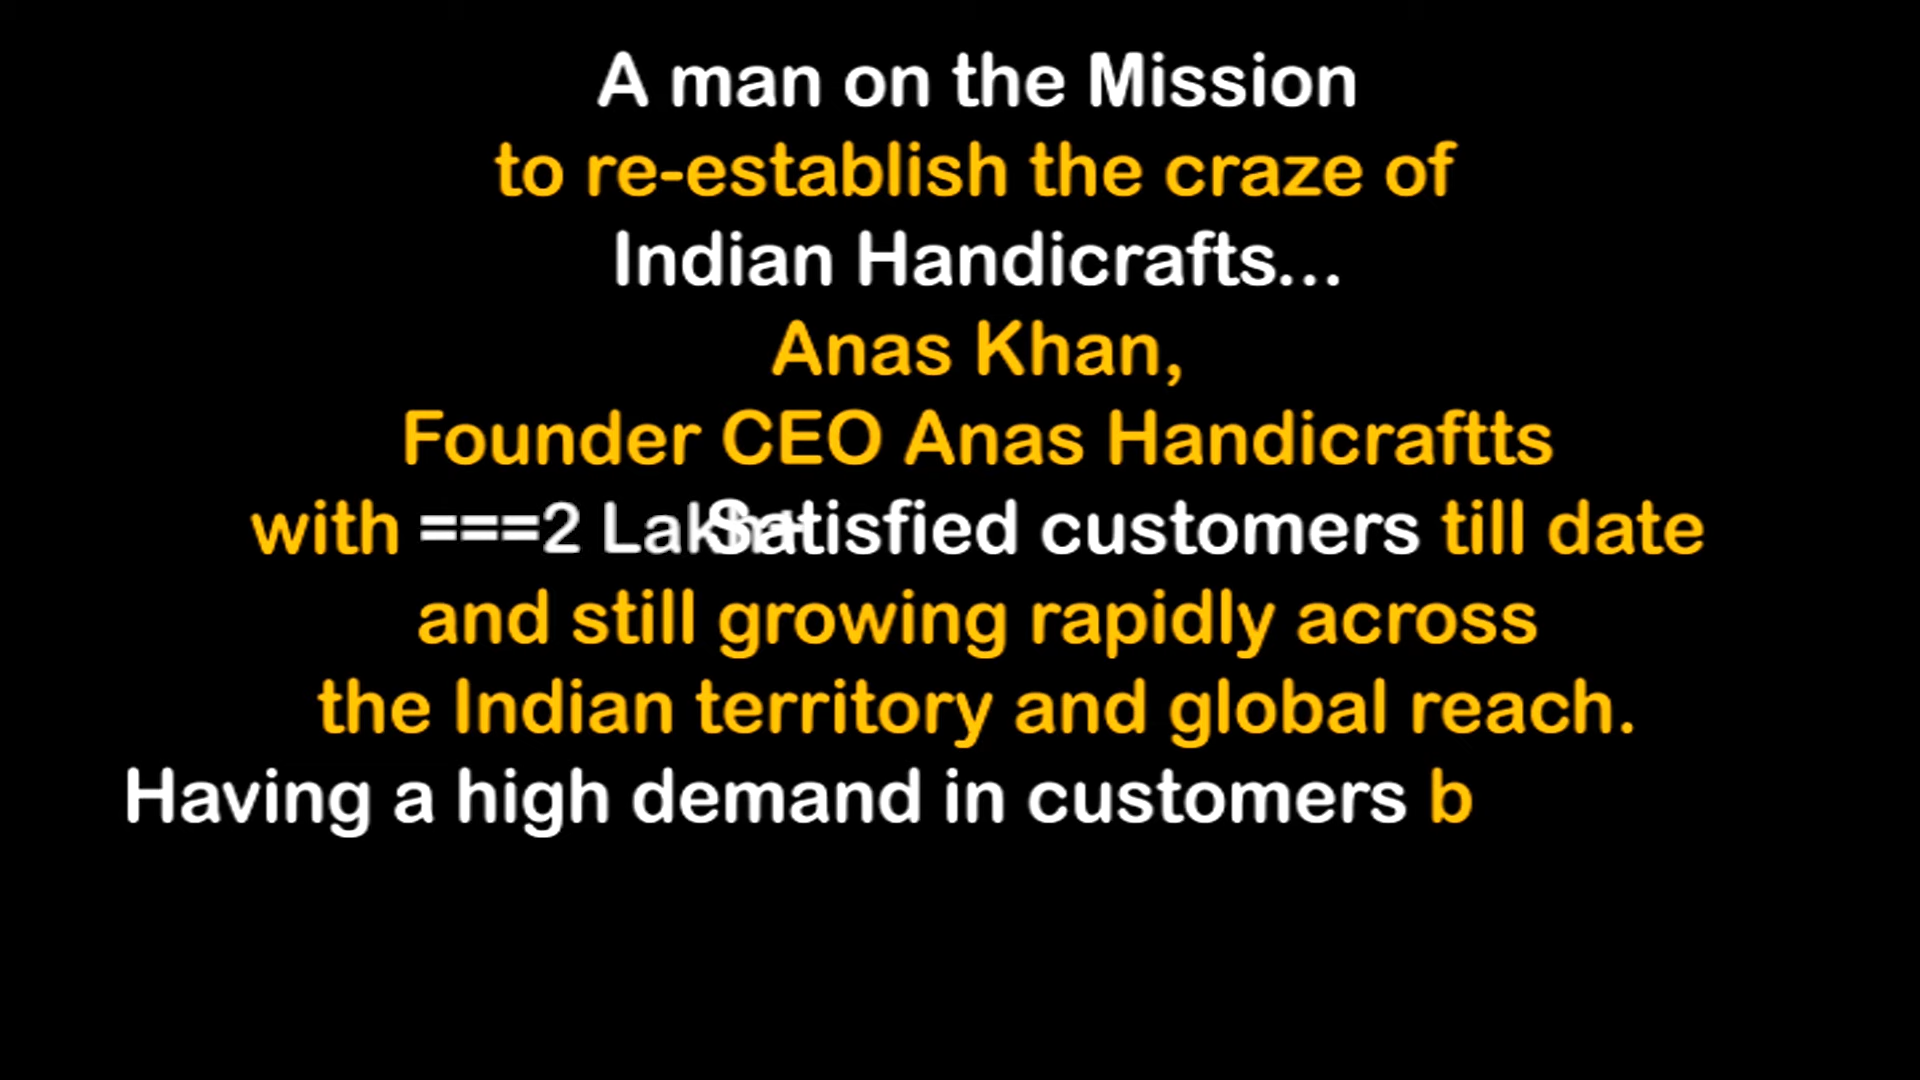 A man on the Mission
to re-establish the craze of
Indian Handicrafts...
Anas Khan,
Founder CEO Anas Handicraftts
with ===2 Lakh+ Satisfied customers till date
and still growing rapidly across
the Indian territory and global reach.
Having a high demand in customers b